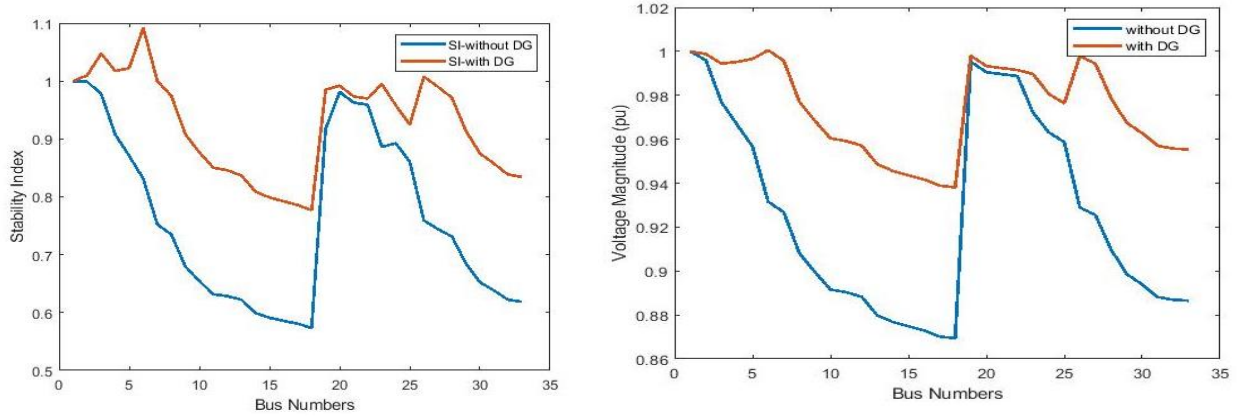 1.1
1
0.9
0.8
0.7
0.6
0.5
Stability Index
SI-without DG
SI-with DG
0 5 10 15 20 25 30 35
Bus Numbers
1.02
1
0.98
0.96
0.94
0.92
0.9
0.88
0.86
Voltage Magnitude (pu)
without DG
with DG
0 5 10 15 20 25 30 35
Bus Numbers